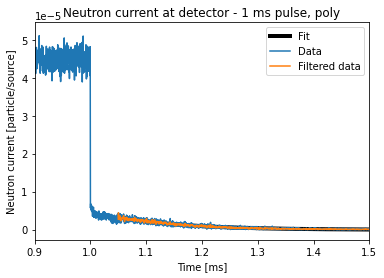 Neutron current at detector - 1 ms pulse, poly
1e-5
Fit
Data
Filtered data
5
4
3
2
1
0
Neutron current [particle/source]
0.9 1.0 1.1 1.2 1.3 1.4 1.5
Time [ms]